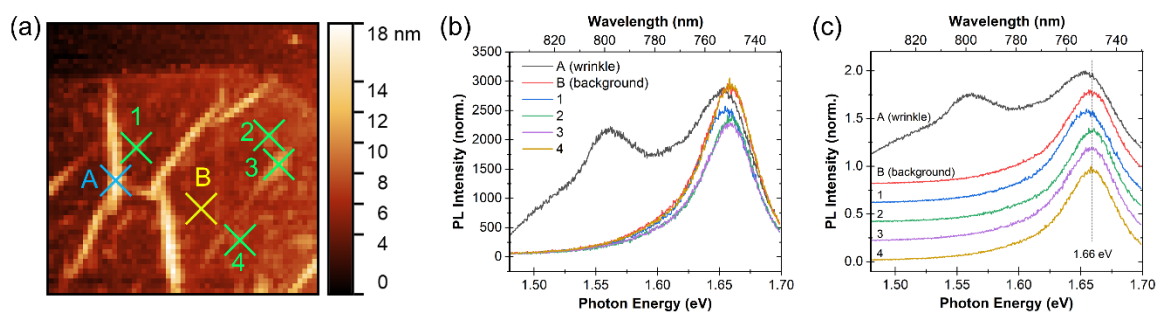 (a)
18 nm
14
12
10
8
6
4
2
0
1
2
3
4
A
B
(b)
Wavelength (nm)
820 800 780 760 740
3500
3000
2500
2000
1500
1000
500
0
PL Intensity (norm.)
A (wrinkle)
B (background)
1
2
3
4
1.50 1.55 1.60 1.65 1.70
Photon Energy (eV)
(c)
Wavelength (nm)
820 800 780 760 740
2.0
1.5
1.0
0.5
0.0
PL Intensity (norm.)
A (wrinkle)
B (background)
1
2
3
4
1.66 eV
1.50 1.55 1.60 1.65 1.70
Photon Energy (eV)